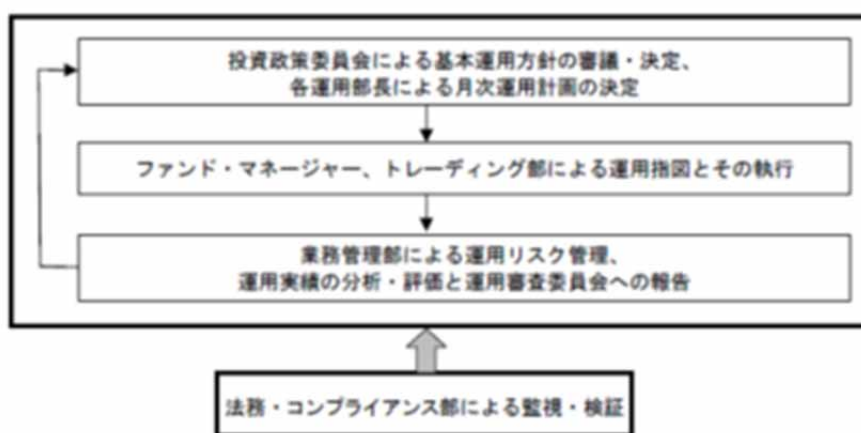 投資政策委員会による基本運用方針の審議・決定、
各運用部長による月次運用計画の決定
ファンド・マネージャー、トレーディング部による運用指図とその執行
業務管理部による運用リスク管理、
運用実績の分析・評価と運用審査委員会への報告
法務・コンプライアンス部による監視・検証